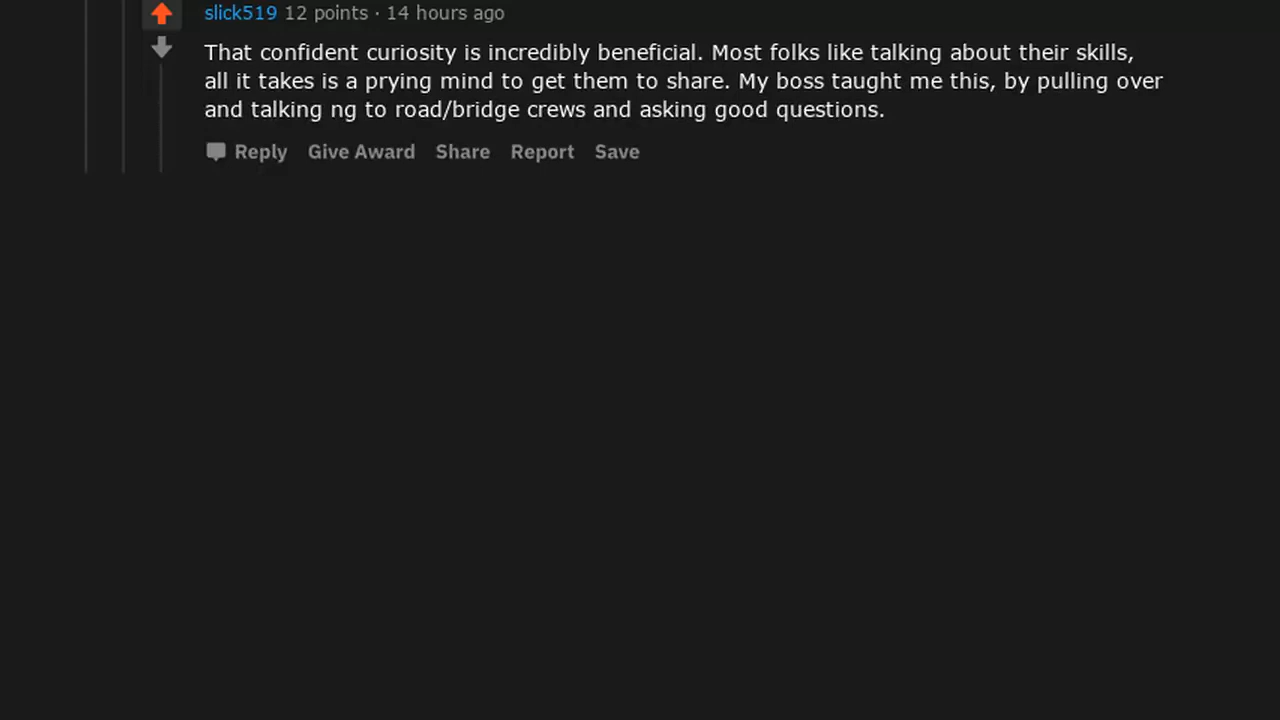 slick519 12 points · 14 hours ago
That confident curiosity is incredibly beneficial. Most folks like talking about their skills,
all it takes is a prying mind to get them to share. My boss taught me this, by pulling over
and talking ng to road/bridge crews and asking good questions.
Reply Give Award Share Report Save